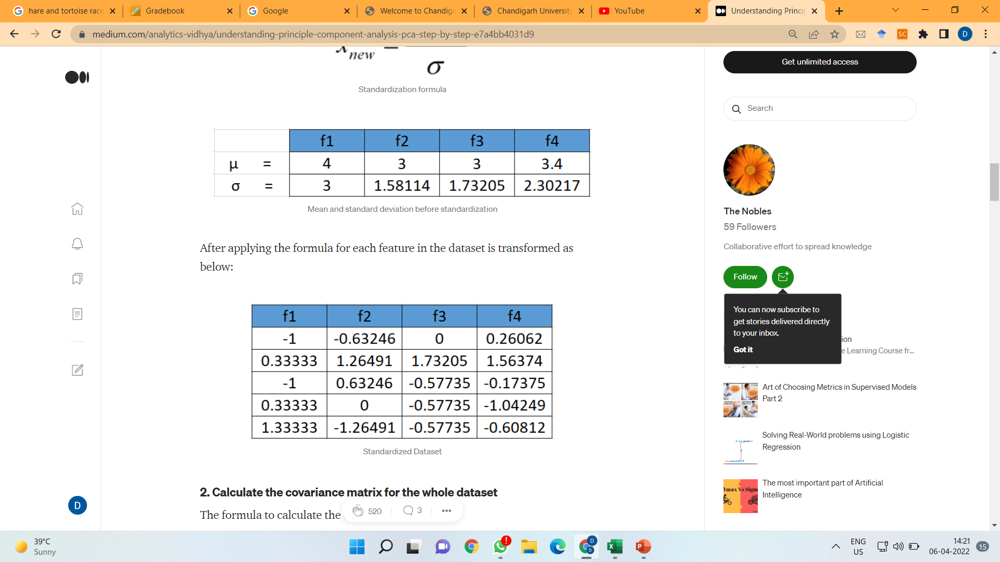 hare and tortoise race
Gradebook
Google
Welcome to Chandiga
Chandigarh University
YouTube
Understanding Princip
medium.com/analytics-vidhya/understanding-principle-component-analysis-pca-step-by-step-e7a4bb4031d9
SC
D
new =
σ
Standardization formula
f1 f2 f3 f4
μ = 4 3 3 3.4
σ = 3 1.58114 1.73205 2.30217
Mean and standard deviation before standardization
After applying the formula for each feature in the dataset is transformed as
below:
f1 f2 f3 f4
-1 -0.63246 0 0.26062
0.33333 1.26491 1.73205 1.56374
-1 0.63246 -0.57735 -0.17375
0.33333 0 -0.57735 -1.04249
1.33333 -1.26491 -0.57735 -0.60812
Standardized Dataset
2. Calculate the covariance matrix for the whole dataset
The formula to calculate the
520
3
D
Get unlimited access
Search
The Nobles
59 Followers
Collaborative effort to spread knowledge
Follow
You can now subscribe to
get stories delivered directly
to your inbox.
Got it
ion
e Learning Course fr...
Art of Choosing Metrics in Supervised Models
Part 2
Solving Real-World problems using Logistic
Regression
tmax Vs Sigm
The most important part of Artificial
Intelligence
39°C
Sunny
ENG
US
14:21
06-04-2022
15